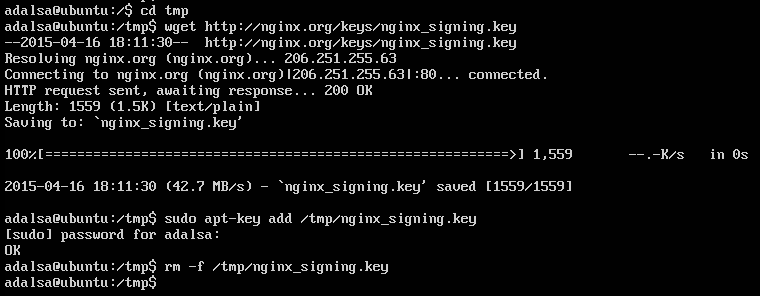 adalsa@ubuntu:/$ cd tmp
adalsa@ubuntu:/tmp$ wget http://nginx.org/keys/nginx_signing.key
--2015-04-16 18:11:30--  http://nginx.org/keys/nginx_signing.key
Resolving nginx.org (nginx.org)... 206.251.255.63
Connecting to nginx.org (nginx.org)|206.251.255.63|:80... connected.
HTTP request sent, awaiting response... 200 OK
Length: 1559 (1.5K) [text/plain]
Saving to: `nginx_signing.key'
100%[==========================================================>] 1,559       --.-K/s   in 0s
2015-04-16 18:11:30 (42.7 MB/s) - `nginx_signing.key' saved [1559/1559]
adalsa@ubuntu:/tmp$ sudo apt-key add /tmp/nginx_signing.key
[sudo] password for adalsa:
OK
adalsa@ubuntu:/tmp$ rm -f /tmp/nginx_signing.key
adalsa@ubuntu:/tmp$